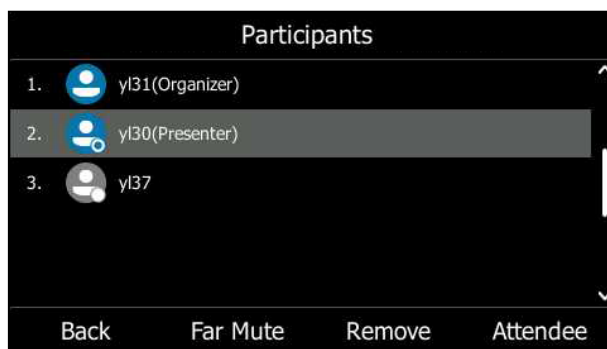 Participants
1. yl31(Organizer)
2. yl30(Presenter)
3. yl37
Back Far Mute Remove Attendee